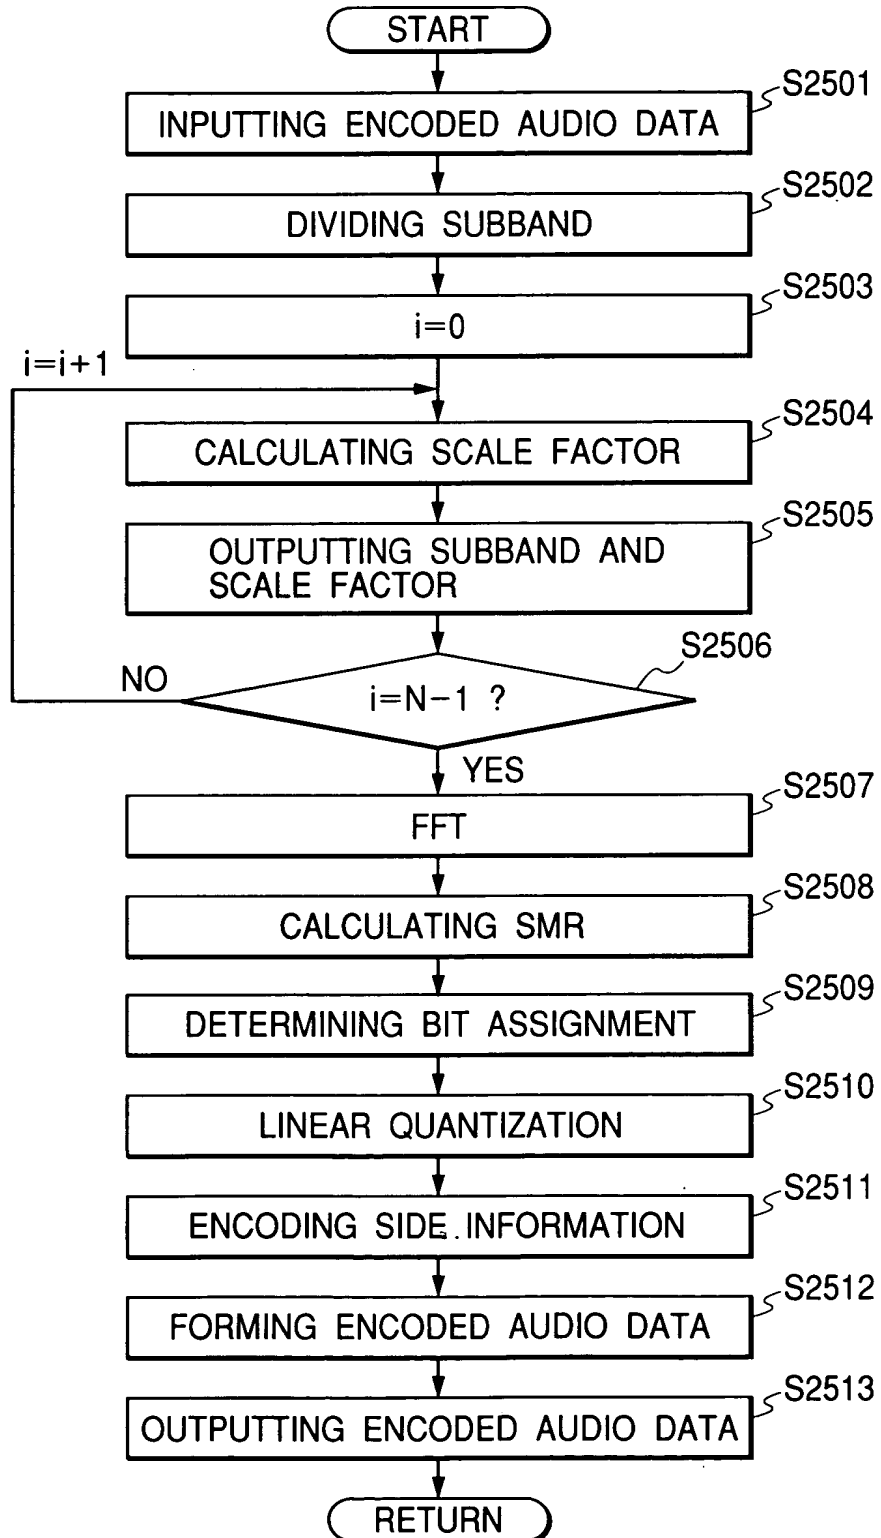 START
S2501
INPUTTING ENCODED AUDIO DATA
S2502
DIVIDING SUBBAND
S2503
i=0
i=i+1
S2504
CALCULATING SCALE FACTOR
S2505
OUTPUTTING SUBBAND AND
SCALE FACTOR
S2506
NO
i=N-1 ?
YES
S2507
FFT
S2508
CALCULATING SMR
S2509
DETERMINING BIT ASSIGNMENT
S2510
LINEAR QUANTIZATION
S2511
ENCODING SIDE INFORMATION
S2512
FORMING ENCODED AUDIO DATA
S2513
OUTPUTTING ENCODED AUDIO DATA
RETURN